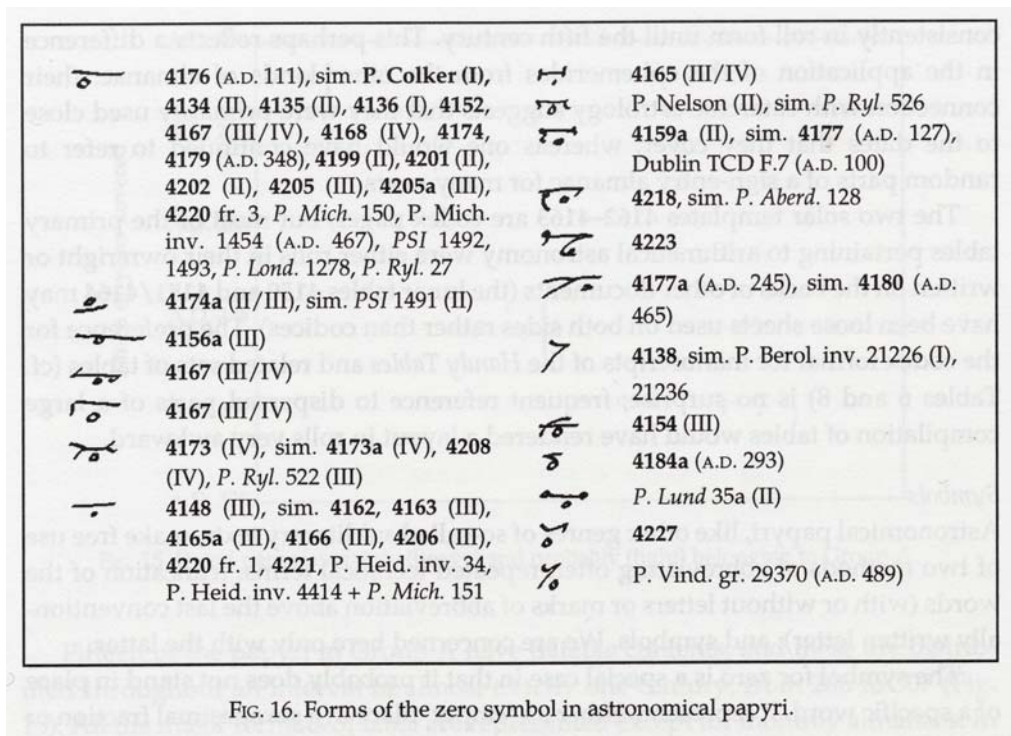 4176 (A.D. 111), sim. P. Colker (I),
4134 (II), 4135 (II), 4136 (I), 4152,
4167 (III/IV), 4168 (IV), 4174,
4179 (A.D. 348), 4199 (II), 4201 (II),
4202 (II), 4205 (III), 4205a (III),
4220 fr. 3, P. Mich. 150, P. Mich.
inv. 1454 (A.D. 467), PSI 1492,
1493, P. Lond. 1278, P. Ryl. 27
4174a (II/III), sim. PSI 1491 (II)
4156a (III)
4167 (III/IV)
4167 (III/IV)
4173 (IV), sim. 4173a (IV), 4208
(IV), P. Ryl. 522 (III)
4148 (III), sim. 4162, 4163 (III),
4165a (III), 4166 (III), 4206 (III),
4220 fr. 1, 4221, P. Heid. inv. 34,
P. Heid. inv. 4414 + P. Mich. 151
4165 (III/IV)
P. Nelson (II), sim. P. Ryl. 526
4159a (II), sim. 4177 (A.D. 127),
Dublin TCD F.7 (A.D. 100)
4218, sim. P. Aberd. 128
4223
4177a (A.D. 245), sim. 4180 (A.D.
465)
4138, sim. P. Berol. inv. 21226 (I),
21236
4154 (III)
4184a (A.D. 293)
P. Lund 35a (II)
4227
P. Vind. gr. 29370 (A.D. 489)
FIG. 16. Forms of the zero symbol in astronomical papyri.